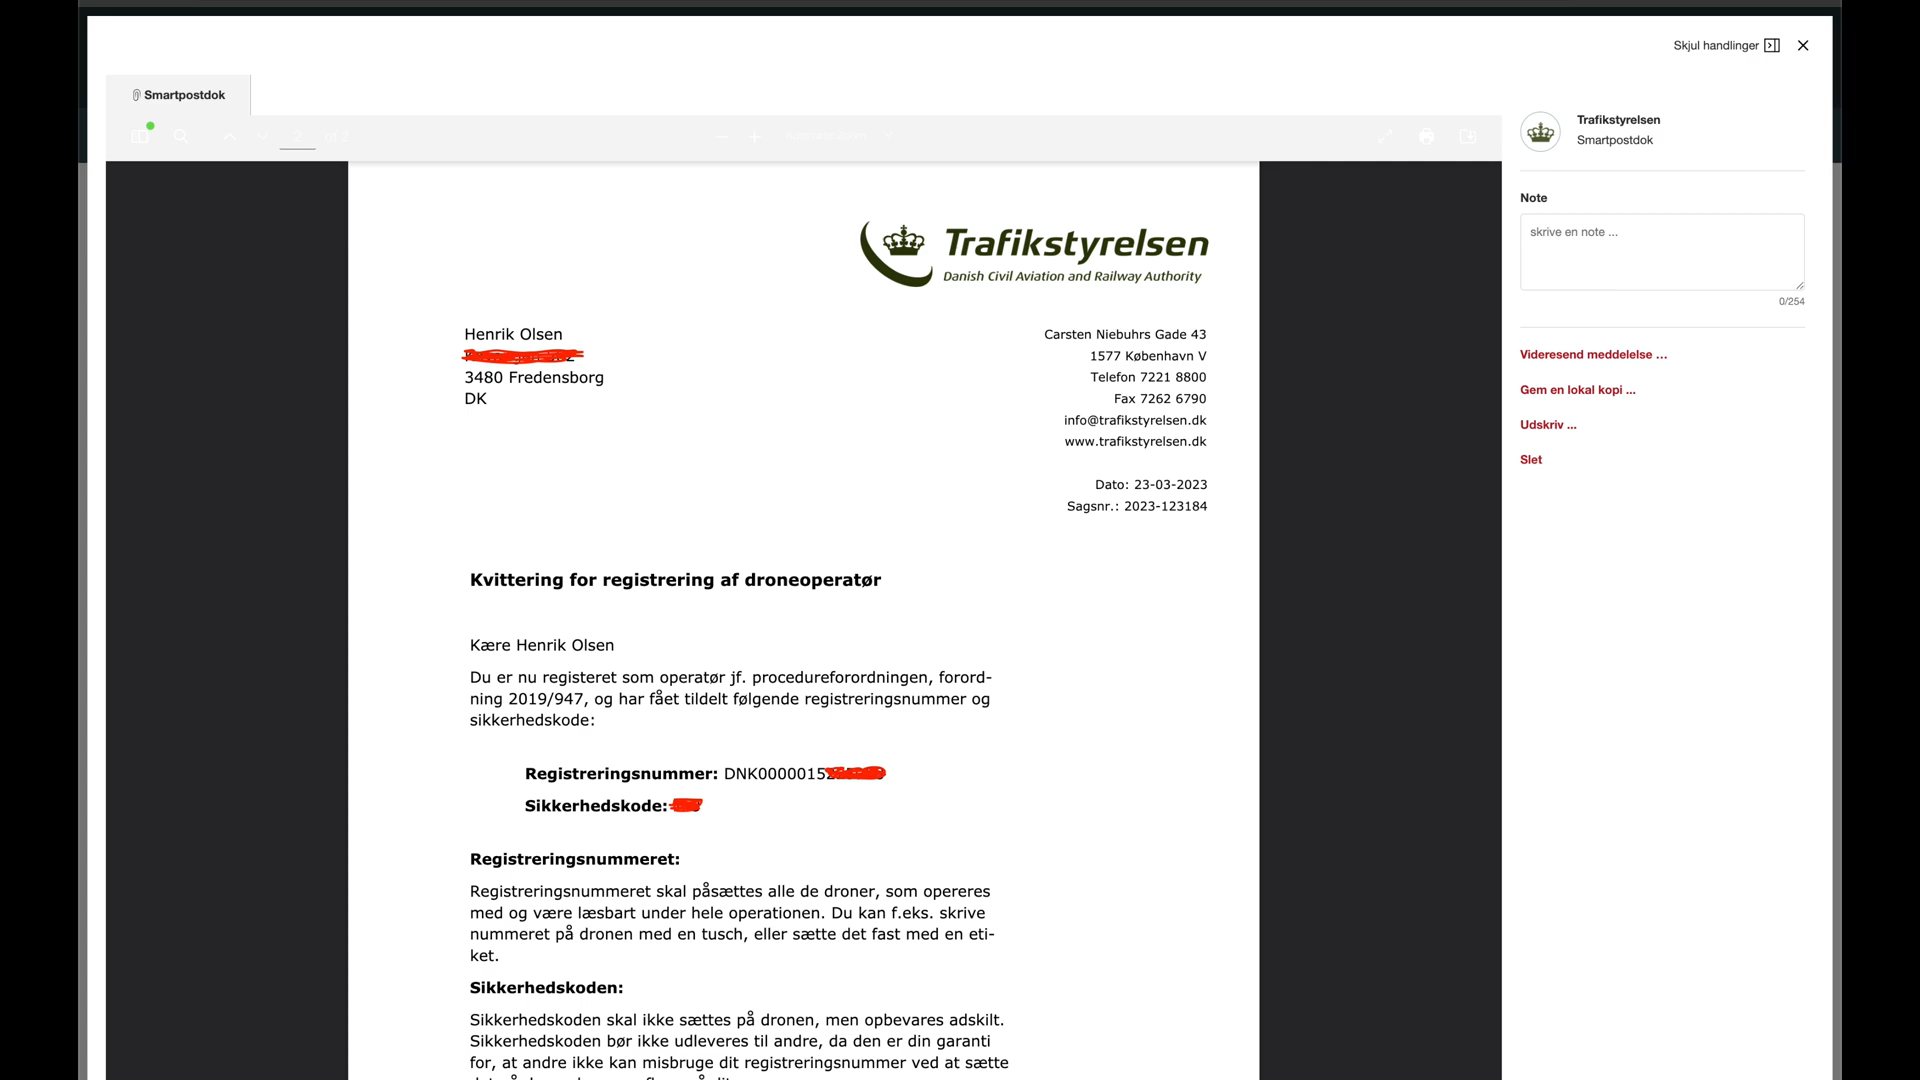 Skjul handlinger
Smartpostdok
2 of 2
Trafikstyrelsen
Smartpostdok
Note
skrive en note ...
0/254
Videresend meddelelse ...
Gem en lokal kopi ...
Udskriv ...
Slet
Trafikstyrelsen
Danish Civil Aviation and Railway Authority
Henrik Olsen
3480 Fredensborg
DK
Carsten Niebuhrs Gade 43
1577 København V
Telefon 7221 8800
Fax 7262 6790
info@trafikstyrelsen.dk
www.trafikstyrelsen.dk
Dato: 23-03-2023
Sagsnr.: 2023-123184
Kvittering for registrering af droneoperatør
Kære Henrik Olsen
Du er nu registeret som operatør jf. procedureforordningen, forord-
ning 2019/947, og har fået tildelt følgende registreringsnummer og
sikkerhedskode:
Registreringsnummer: DNK0000015
Sikkerhedskode:
Registreringsnummeret:
Registreringsnummeret skal påsættes alle de droner, som opereres
med og være læsbart under hele operationen. Du kan f.eks. skrive
nummeret på dronen med en tusch, eller sætte det fast med en eti-
ket.
Sikkerhedskoden:
Sikkerhedskoden skal ikke sættes på dronen, men opbevares adskilt.
Sikkerhedskoden bør ikke udleveres til andre, da den er din garanti
for, at andre ikke kan misbruge dit registreringsnummer ved at sætte